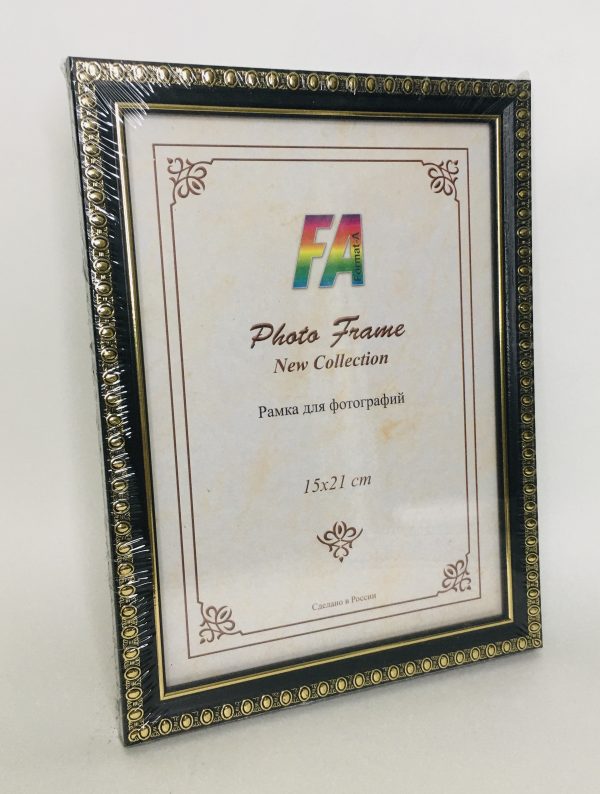 FA
Format-A
Photo Frame
New Collection
Рамка для фотографий
15x21 cm
Сделано в России